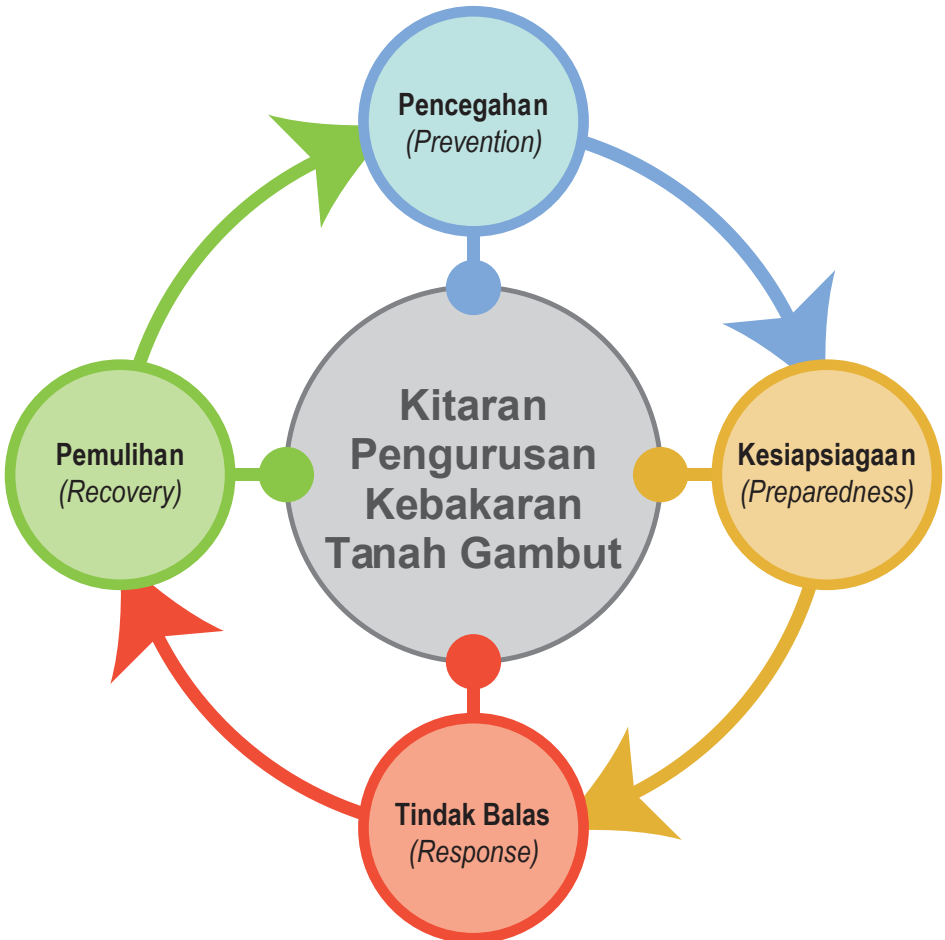 Pencegahan
(Prevention)
Kitaran
Pengurusan
Kebakaran
Tanah Gambut
Pemulihan
(Recovery)
Kesiapsiagaan
(Preparedness)
Tindak Balas
(Response)